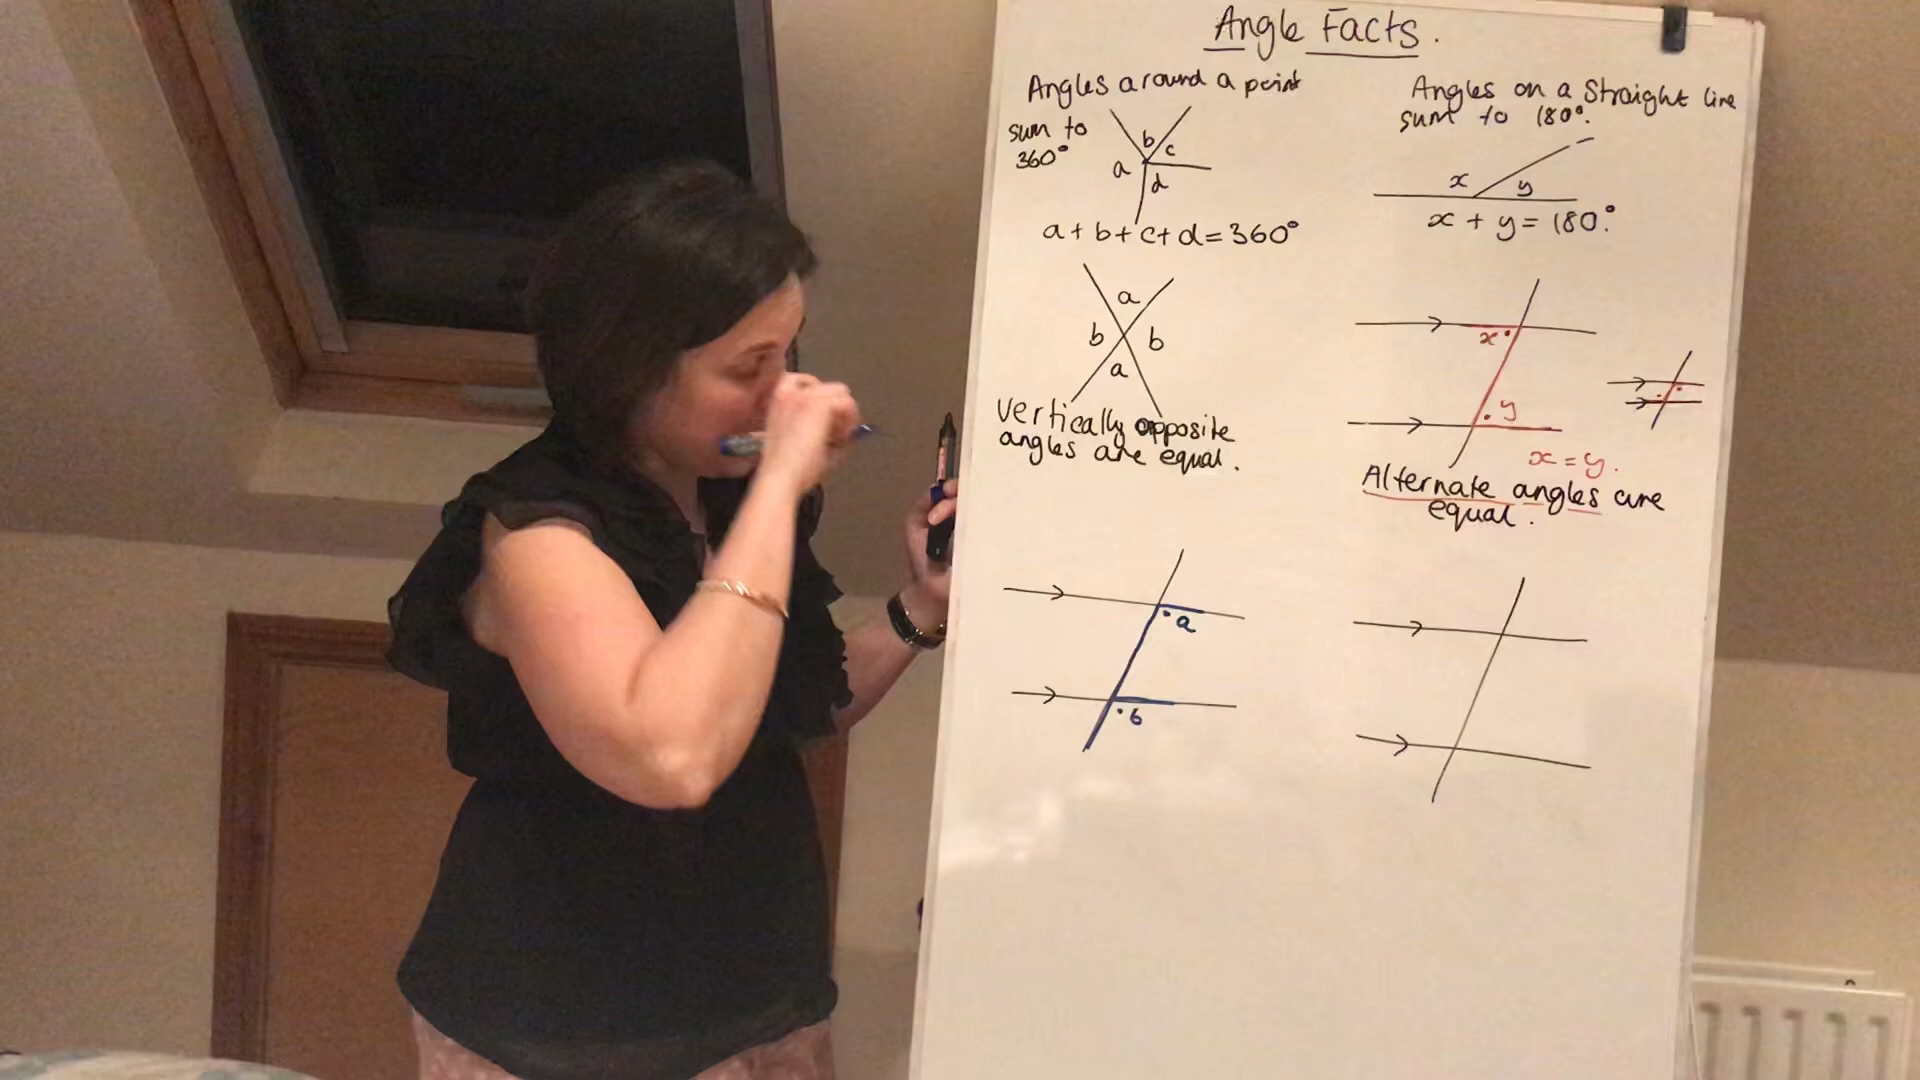 Angle Facts.
Angles around a point
sum to
360°
b
c
a
d
a+b+c+d=360°
Angles on a straight line
sum to 180°.
x
y
x + y = 180°.
a
b
b
a
Vertically opposite
angles are equal.
x
y
x = y.
Alternate angles are
equal.
a
b